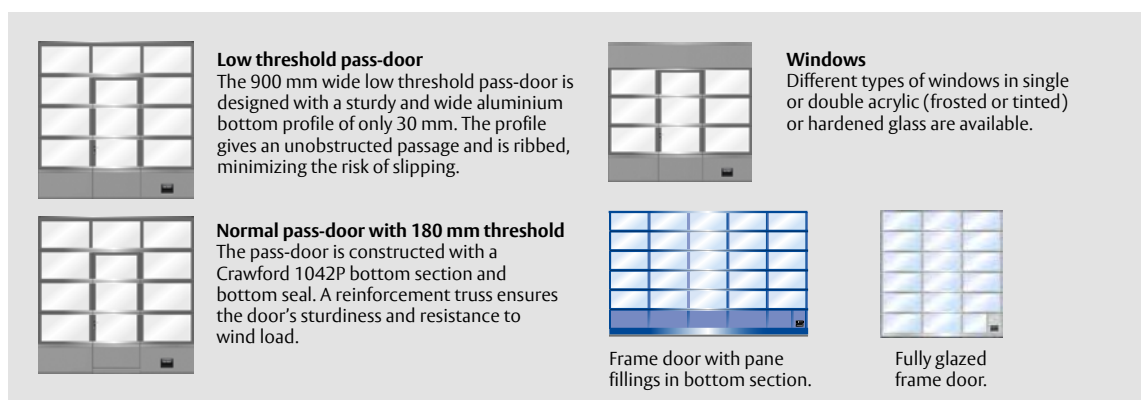 Low threshold pass-door
The 900 mm wide low threshold pass-door is
designed with a sturdy and wide aluminium
bottom profile of only 30 mm. The profile
gives an unobstructed passage and is ribbed,
minimizing the risk of slipping.
Normal pass-door with 180 mm threshold
The pass-door is constructed with a
Crawford 1042P bottom section and
bottom seal. A reinforcement truss ensures
the door's sturdiness and resistance to
wind load.
Windows
Different types of windows in single
or double acrylic (frosted or tinted)
or hardened glass are available.
Frame door with pane
fillings in bottom section.
Fully glazed
frame door.